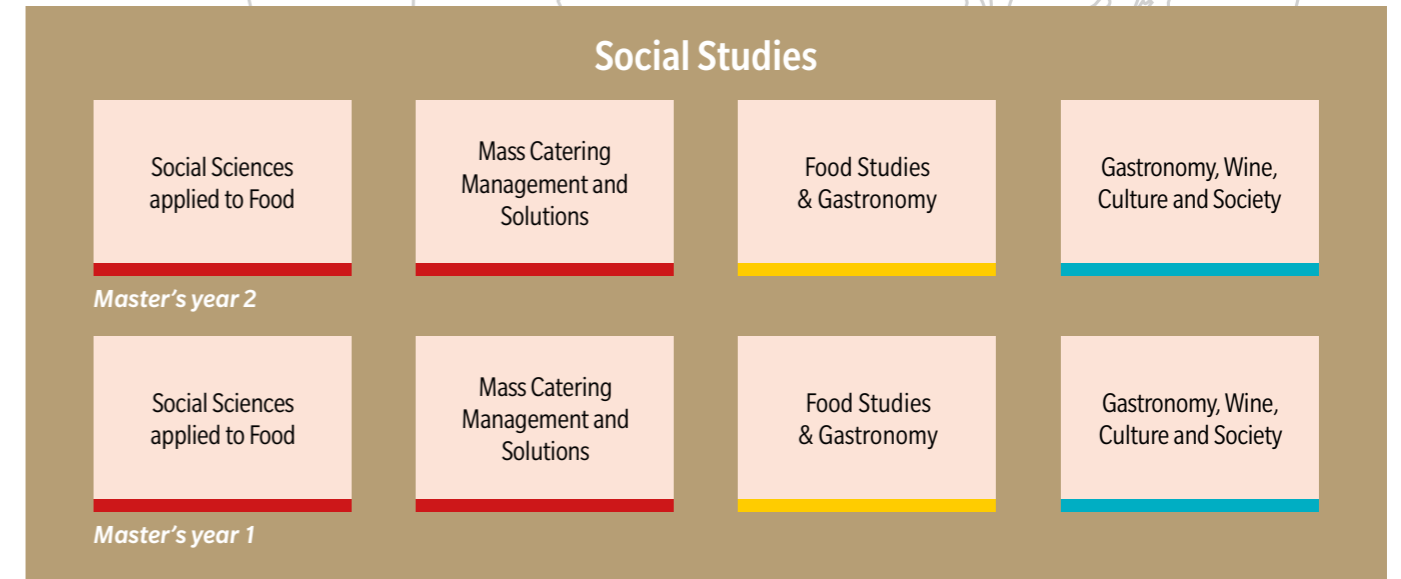 Social Studies
Social Sciences
applied to Food
Mass Catering
Management and
Solutions
Food Studies
& Gastronomy
Gastronomy, Wine,
Culture and Society
Master's year 2
Social Sciences
applied to Food
Mass Catering
Management and
Solutions
Food Studies
& Gastronomy
Gastronomy, Wine,
Culture and Society
Master's year 1